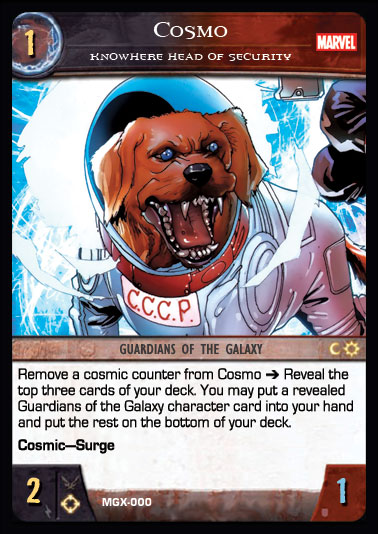 1
Cosmo
MARVEL
Knowhere Head of Security
C.C.C.P.
GUARDIANS OF THE GALAXY
Remove a cosmic counter from Cosmo ➔ Reveal the
top three cards of your deck. You may put a revealed
Guardians of the Galaxy character card into your hand
and put the rest on the bottom of your deck.
Cosmic—Surge
2
MGX-000
1